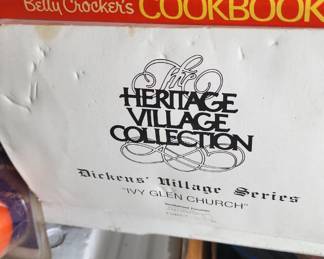 Betty Crocker's COOKBOOK
The
HERITAGE
VILLAGE
COLLECTION
Dickens' Village Series
"IVY GLEN CHURCH"